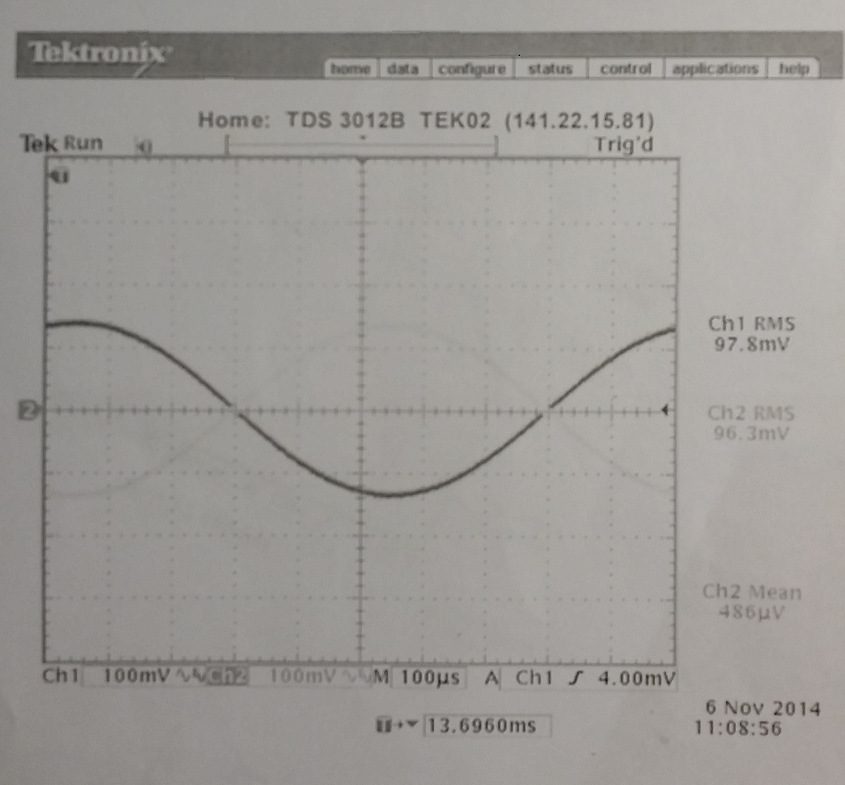 Tektronix
home data configure status control applications help
Home: TDS 3012B TEK02 (141.22.15.81)
Tek Run Trig'd
Ch1 RMS
97.8mV
2
Ch2 RMS
96.3mV
Ch2 Mean
486µV
Ch1 100mV Ch2 100mV M 100µs A Ch1 4.00mV
13.6960ms
6 Nov 2014
11:08:56